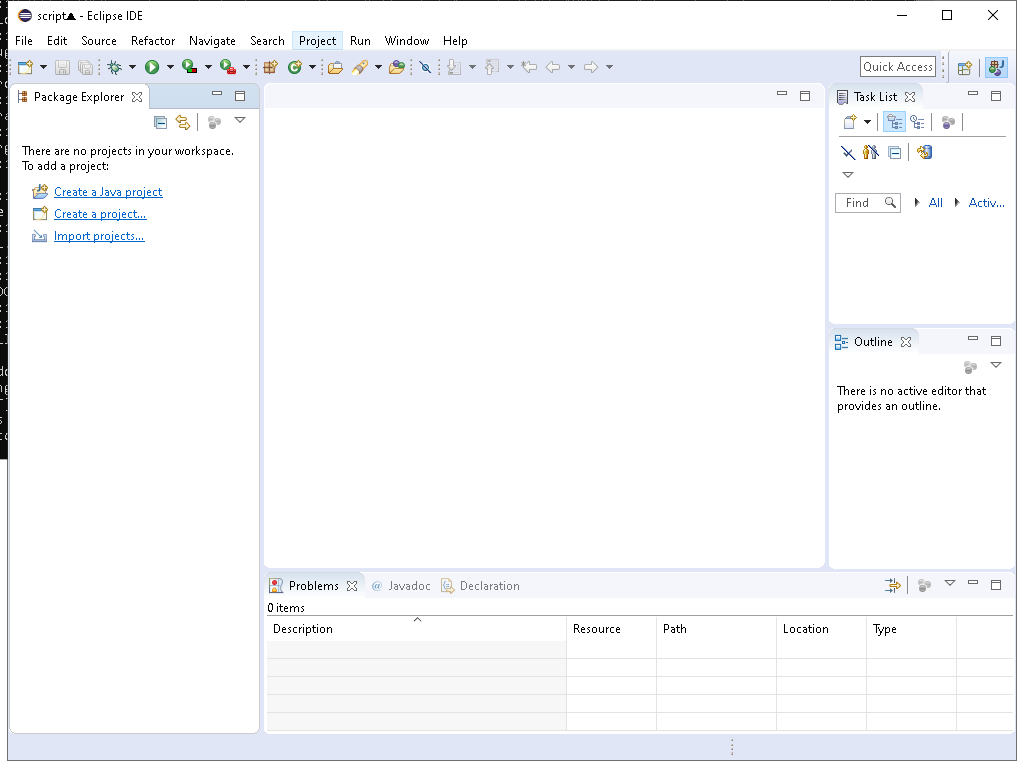 script▲ - Eclipse IDE
File Edit Source Refactor Navigate Search Project Run Window Help
Quick Access
Package Explorer
There are no projects in your workspace.
To add a project:
Create a Java project
Create a project...
Import projects...
Task List
Find
All
Activ...
Outline
There is no active editor that
provides an outline.
Problems @ Javadoc Declaration
0 items
Description Resource Path Location Type